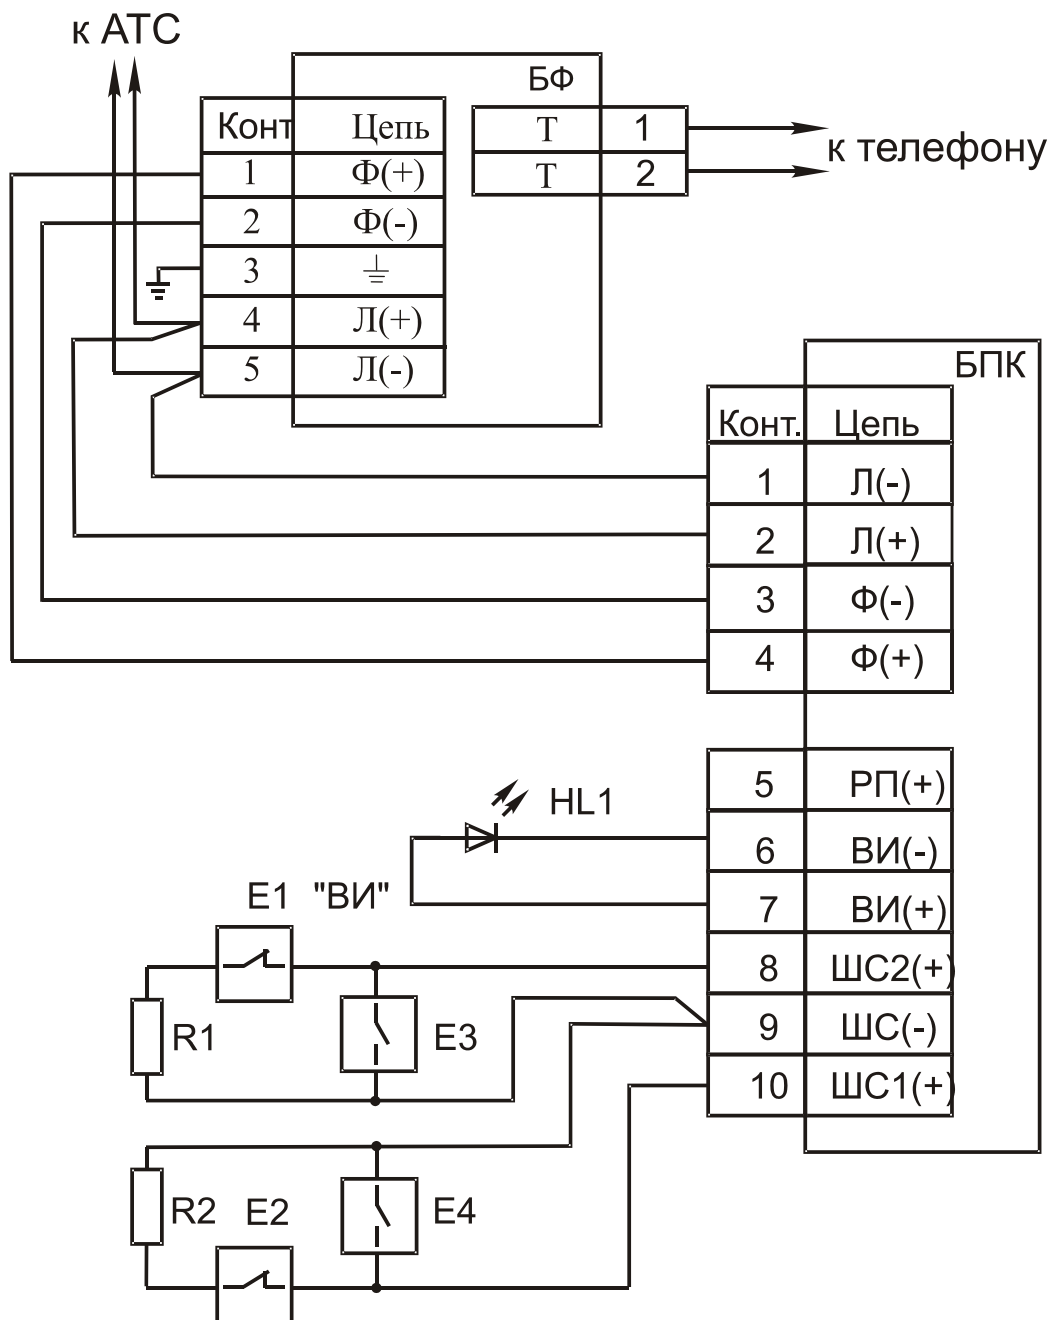 к АТС
БФ
Конт Цепь
1 Ф(+)
2 Ф(-)
3
4 Л(+)
5 Л(-)
Т 1
Т 2
к телефону
БПК
Конт. Цепь
1 Л(-)
2 Л(+)
3 Ф(-)
4 Ф(+)
5 РП(+)
6 ВИ(-)
7 ВИ(+)
8 ШС2(+)
9 ШС(-)
10 ШС1(+)
HL1
E1 "ВИ"
R1
E3
R2
E2
E4